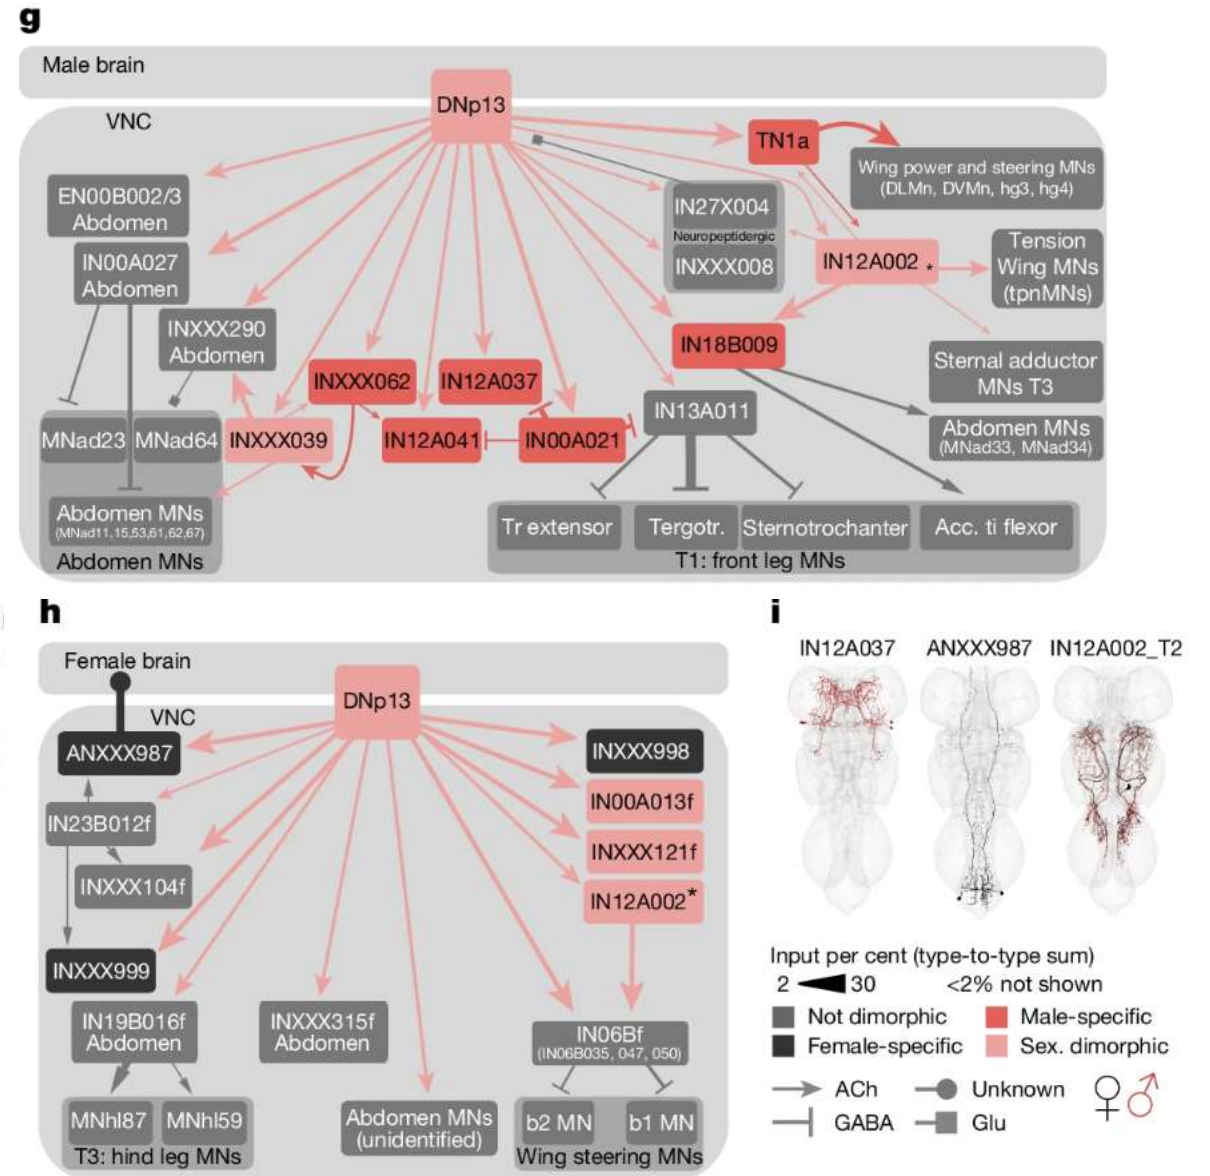 g
Male brain
DNp13
VNC
TN1a
Wing power and steering MNs
(DLMn, DVMn, hg3, hg4)
EN00B002/3
Abdomen
IN27X004
Neuropeptidergic
INXXX008
IN12A002 *
Tension
Wing MNs
(tpnMNs)
IN00A027
Abdomen
INXXX290
Abdomen
IN18B009
Sternal adductor
MNs T3
INXXX062
IN12A037
IN13A011
Abdomen MNs
(MNad33, MNad34)
MNad23
MNad64
INXXX039
IN12A041
IN00A021
Abdomen MNs
(MNad11,15,53,61,62,67)
Abdomen MNs
Tr extensor
Tergotr.
Sternotrochanter
Acc. ti flexor
T1: front leg MNs
h
Female brain
DNp13
VNC
ANXXX987
INXXX998
IN23B012f
IN00A013f
INXXX104f
INXXX121f
IN12A002*
INXXX999
IN19B016f
Abdomen
INXXX315f
Abdomen
IN06Bf
(IN06B035, 047, 050)
MNhl87
MNhl59
T3: hind leg MNs
Abdomen MNs
(unidentified)
b2 MN
b1 MN
Wing steering MNs
i
IN12A037
ANXXX987
IN12A002_T2
Input per cent (type-to-type sum)
2 30 <2% not shown
Not dimorphic
Male-specific
Female-specific
Sex. dimorphic
ACh
Unknown
GABA
Glu
♀ ♂